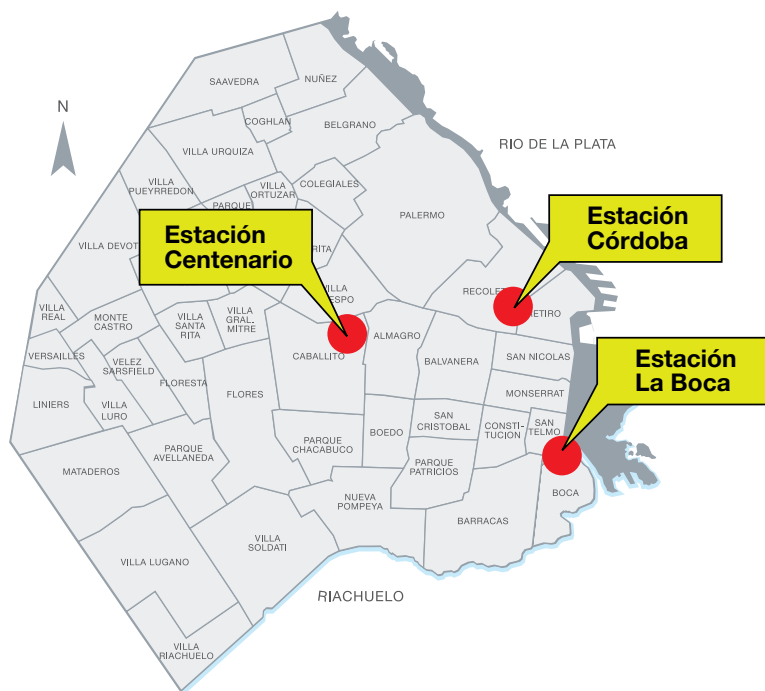 SAAVEDRA
NUÑEZ
N
COGHLAN
BELGRANO
RIO DE LA PLATA
VILLA URQUIZA
VILLA
PUEYRREDON
VILLA
ORTUZAR
COLEGIALES
PARQUE
PALERMO
VILLA DEVOT
Estación
Centenario
RITA
VILLA
ESPO
Estación
Córdoba
RECOLET
RETIRO
VILLA
REAL
MONTE
CASTRO
VILLA
SANTA
RITA
VILLA
GRAL.
MITRE
ALMAGRO
CABALLITO
BALVANERA
SAN NICOLAS
Estación
La Boca
VERSAILLES
VELEZ
SARSFIELD
FLORESTA
FLORES
MONSERRAT
LINIERS
VILLA
LURO
SAN
CRISTOBAL
CONSTI-
TUCION
SAN
TELMO
BOEDO
PARQUE
CHACABUCO
PARQUE
AVELLANEDA
MATADEROS
PARQUE
PATRICIOS
BOCA
NUEVA
POMPEYA
BARRACAS
VILLA
SOLDATI
VILLA LUGANO
RIACHUELO
VILLA
RIACHUELO